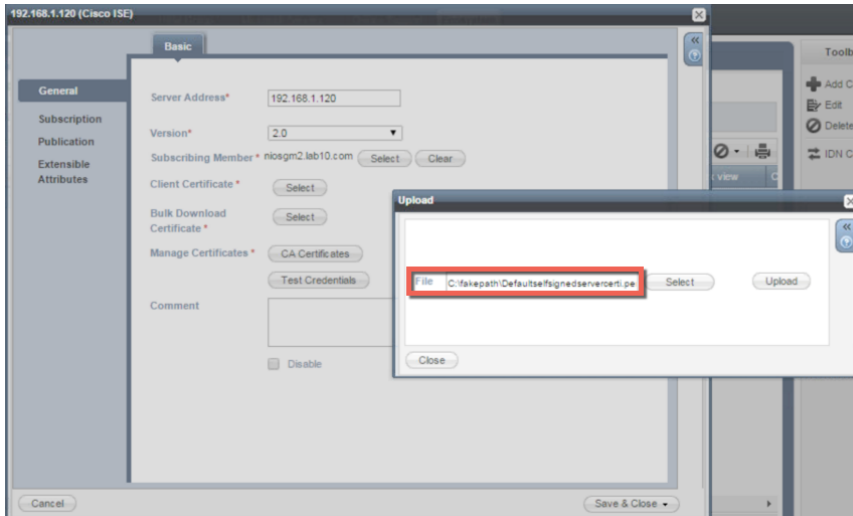 192.168.1.120 (Cisco ISE)
Basic
Toolb
General
Subscription
Publication
Extensible
Attributes
Server Address*
192.168.1.120
Version*
2.0
Subscribing Member * niosgm2.lab10.com Select Clear
Client Certificate * Select
Bulk Download
Certificate * Select
Manage Certificates * CA Certificates
Test Credentials
Comment
Disable
Add C
Edit
Delete
IDN C
view C
Upload
File C:\fakepath\Defaultselfsignedservercerti.pe Select Upload
Close
Cancel
Save & Close